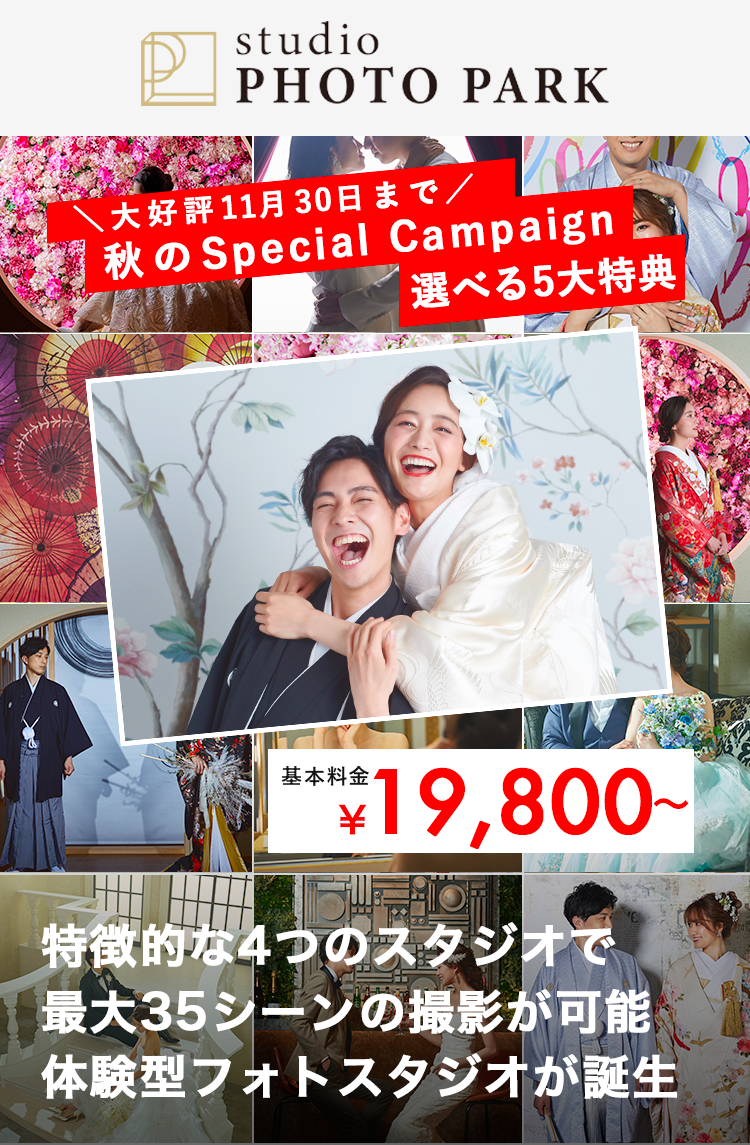 studio
PHOTO PARK
＼大好評11月30日まで／
秋のSpecial Campaign
選べる5大特典
基本料金
¥19,800~
特徴的な4つのスタジオで
最大35シーンの撮影が可能
体験型フォトスタジオが誕生